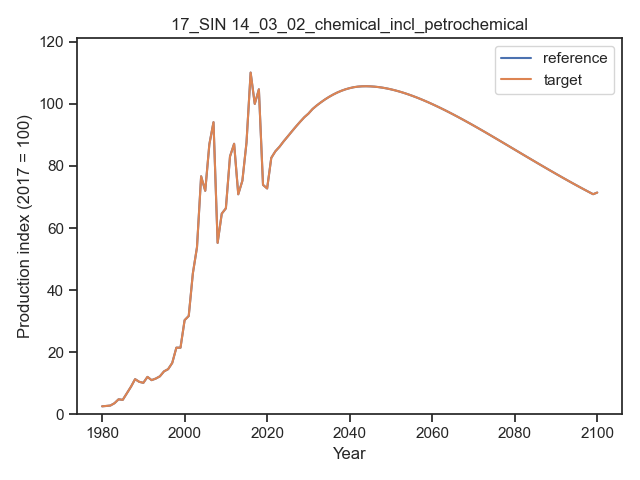 17_SIN 14_03_02_chemical_incl_petrochemical
reference
target
Production index (2017 = 100)
120
100
80
60
40
20
0
1980 2000 2020 2040 2060 2080 2100
Year